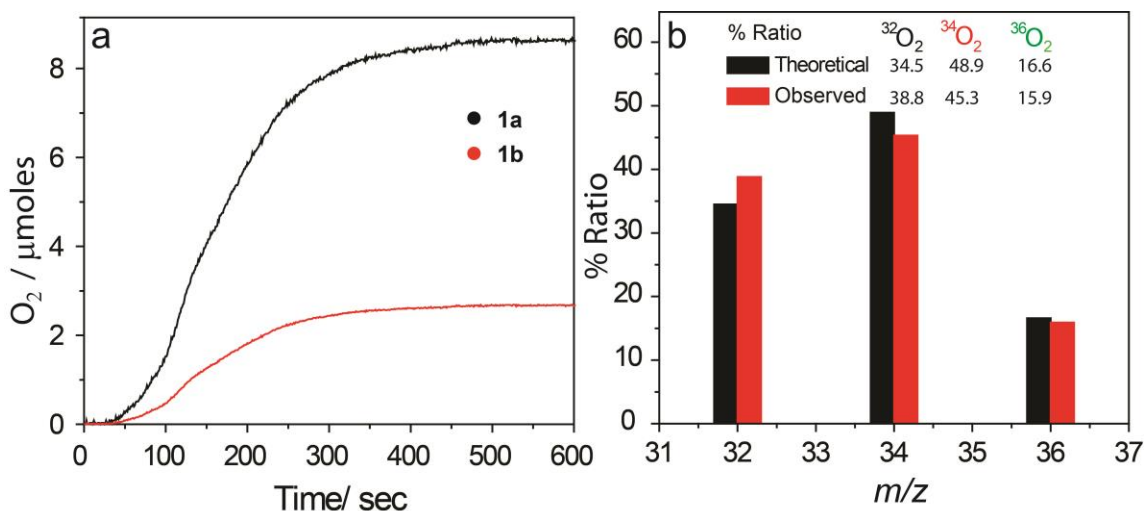 a
O₂ / μmoles
8
6
4
2
0
1a
1b
0 100 200 300 400 500 600
Time/ sec
b
% Ratio ³²O₂ ³⁴O₂ ³⁶O₂
Theoretical 34.5 48.9 16.6
Observed 38.8 45.3 15.9
% Ratio
60
50
40
30
20
10
0
31 32 33 34 35 36 37
m/z